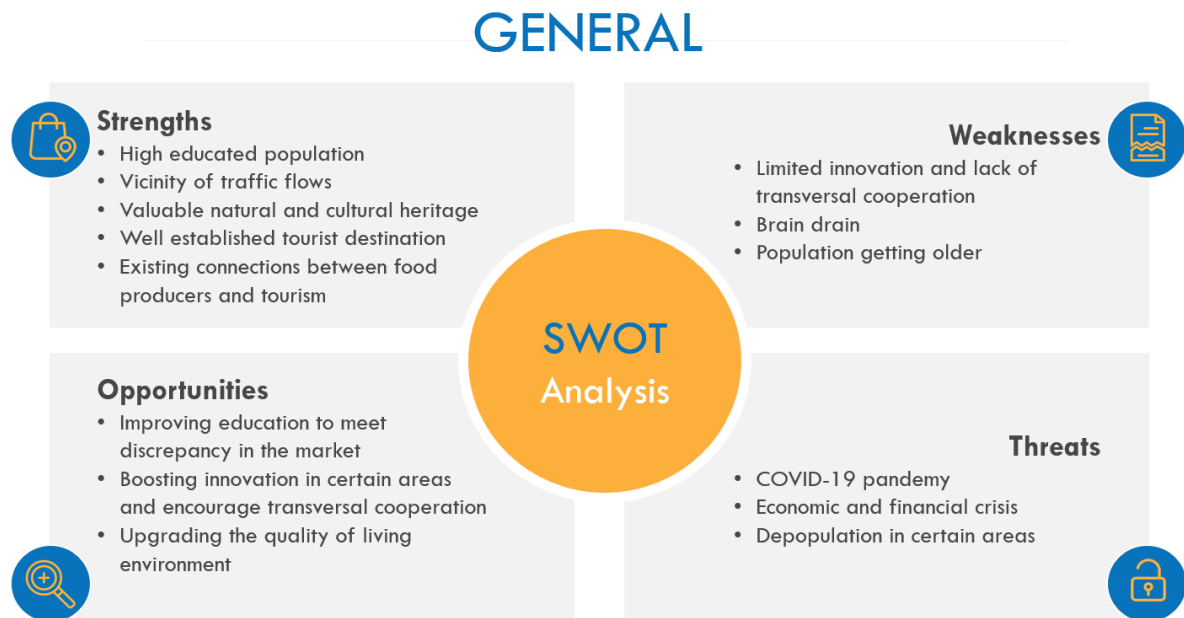 GENERAL
Strengths
• High educated population
• Vicinity of traffic flows
• Valuable natural and cultural heritage
• Well established tourist destination
• Existing connections between food
producers and tourism
Weaknesses
• Limited innovation and lack of
transversal cooperation
• Brain drain
• Population getting older
SWOT
Analysis
Opportunities
• Improving education to meet
discrepancy in the market
• Boosting innovation in certain areas
and encourage transversal cooperation
• Upgrading the quality of living
environment
Threats
• COVID-19 pandemy
• Economic and financial crisis
• Depopulation in certain areas